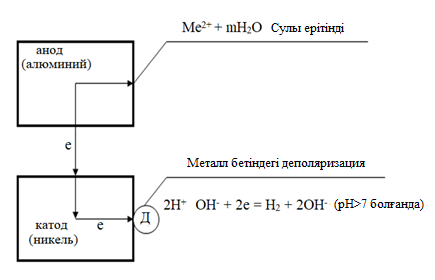 Me²⁺ + mH₂O Сулы ерітінді
анод
(алюминий)
e
Металл бетіндегі деполяризация
2H⁺ OH⁻ + 2e = H₂ + 2OH⁻ (pH>7 болғанда)
Д
e
катод
(никель)